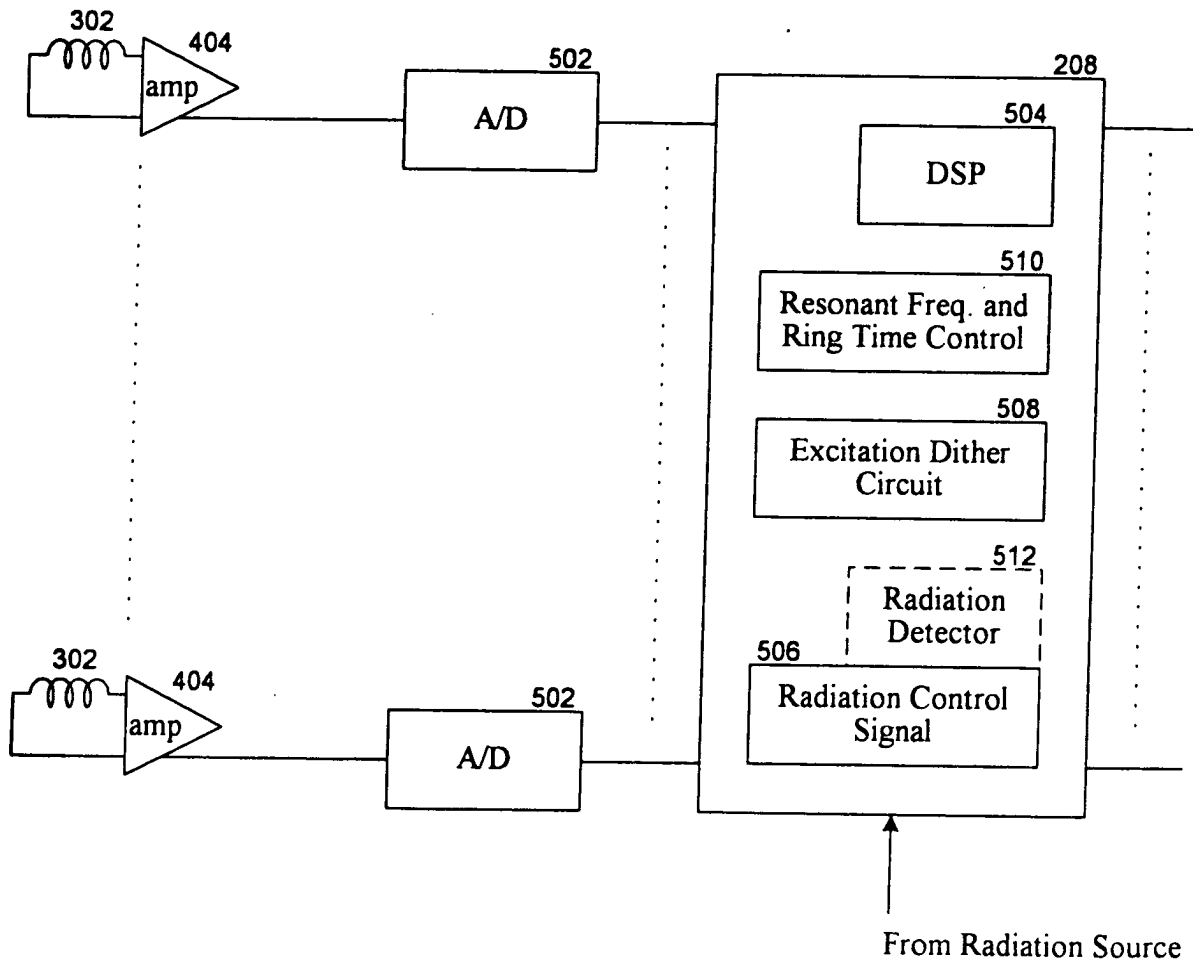 302
404
amp
502
A/D
208
504
DSP
510
Resonant Freq. and
Ring Time Control
508
Excitation Dither
Circuit
512
Radiation
Detector
506
Radiation Control
Signal
302
404
amp
502
A/D
From Radiation Source